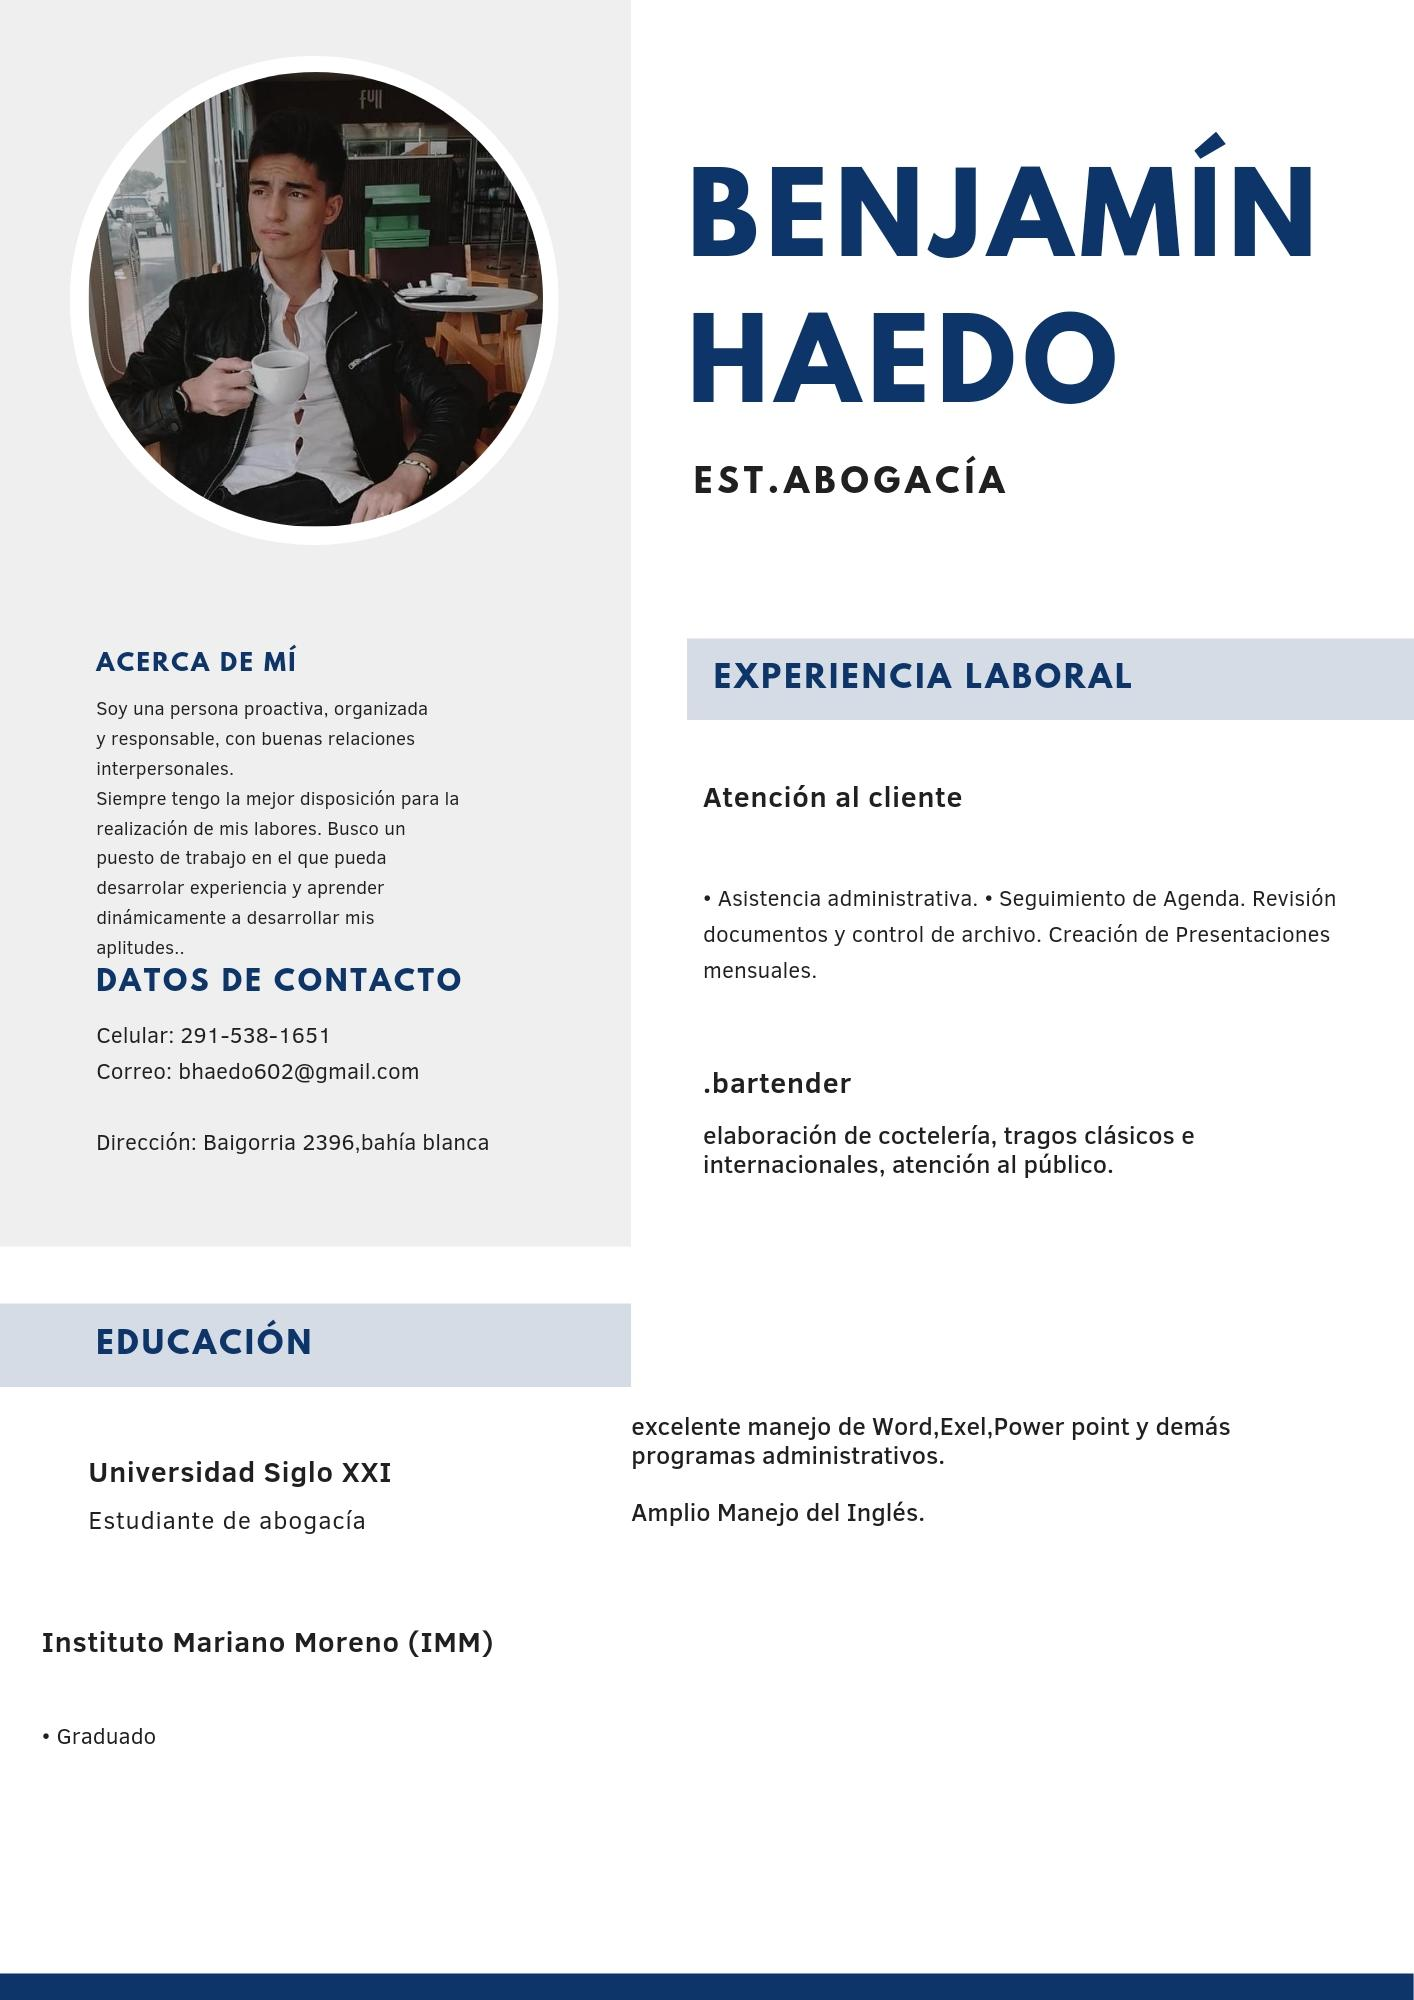 full
BENJAMÍN
HAEDO
EST.ABOGACÍA
ACERCA DE MÍ
Soy una persona proactiva, organizada
y responsable, con buenas relaciones
interpersonales.
Siempre tengo la mejor disposición para la
realización de mis labores. Busco un
puesto de trabajo en el que pueda
desarrolar experiencia y aprender
dinámicamente a desarrollar mis
aplitudes..
DATOS DE CONTACTO
Celular: 291-538-1651
Correo: bhaedo602@gmail.com
Dirección: Baigorria 2396,bahía blanca
EXPERIENCIA LABORAL
Atención al cliente
• Asistencia administrativa. • Seguimiento de Agenda. Revisión
documentos y control de archivo. Creación de Presentaciones
mensuales.
.bartender
elaboración de coctelería, tragos clásicos e
internacionales, atención al público.
EDUCACIÓN
Universidad Siglo XXI
Estudiante de abogacía
Instituto Mariano Moreno (IMM)
• Graduado
excelente manejo de Word,Exel,Power point y demás
programas administrativos.
Amplio Manejo del Inglés.